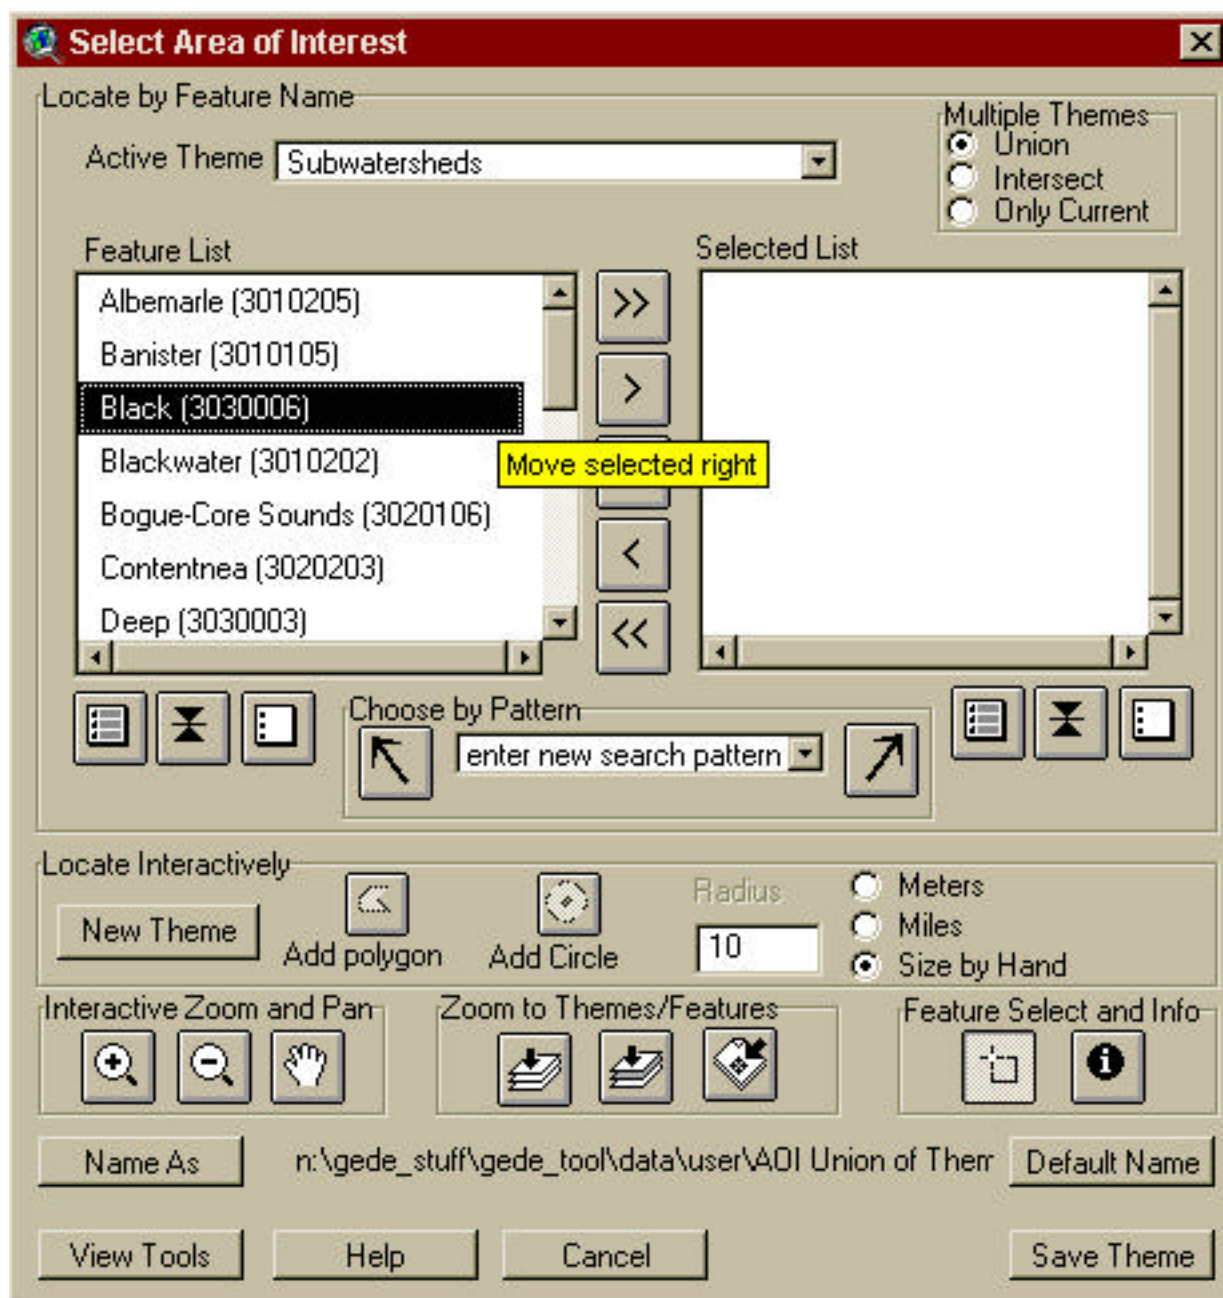 Select Area of Interest
Locate by Feature Name
Multiple Themes
Active Theme Subwatersheds
Union
Intersect
Only Current
Feature List
Selected List
Albemarle (3010205)
Banister (3010105)
Black (3030006)
Blackwater (3010202)
Bogue-Core Sounds (3020106)
Contentnea (3020203)
Deep (3030003)
>>
>
Move selected right
<
<<
Choose by Pattern
enter new search pattern
Locate Interactively
New Theme
Add polygon
Add Circle
Radius
10
Meters
Miles
Size by Hand
Interactive Zoom and Pan
Zoom to Themes/Features
Feature Select and Info
Name As
n:\gede_stuff\gede_tool\data\user\AOI Union of Them
Default Name
View Tools
Help
Cancel
Save Theme